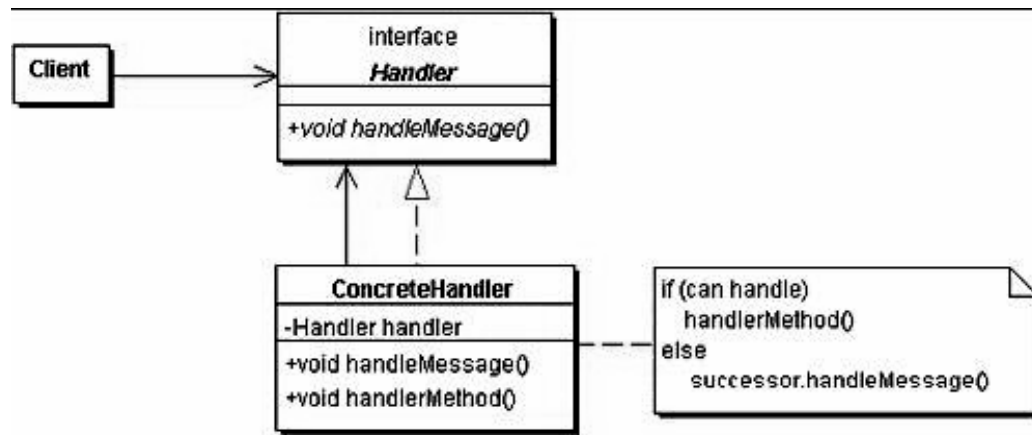 Client
interface
Handler
+void handleMessage()
ConcreteHandler
-Handler handler
+void handleMessage()
+void handlerMethod()
if (can handle)
handlerMethod()
else
successor.handleMessage()